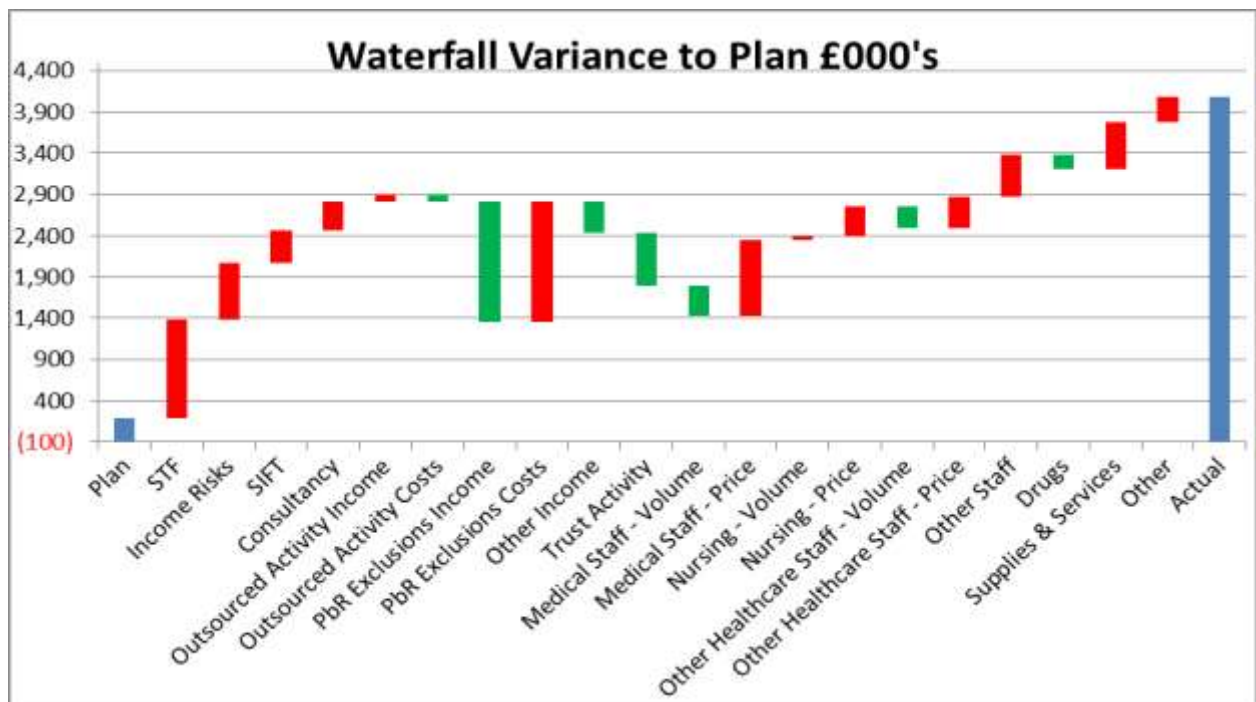 Waterfall Variance to Plan £000's
4,400
3,900
3,400
2,900
2,400
1,900
1,400
900
400
(100)
Plan
STF
Income Risks
SIFT
Consultancy
Outsourced Activity Income
Outsourced Activity Costs
PbR Exclusions Income
PbR Exclusions Costs
Other Income
Trust Activity
Medical Staff - Volume
Medical Staff - Price
Nursing - Volume
Nursing - Price
Other Healthcare Staff - Volume
Other Healthcare Staff - Price
Other Staff
Drugs
Supplies & Services
Other
Actual